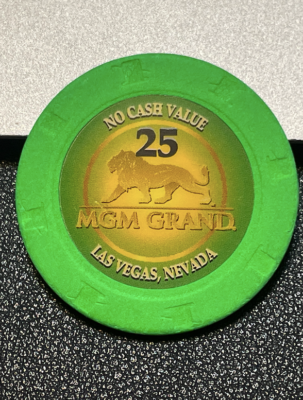 NO CASH VALUE
25
MGM GRAND
LAS VEGAS, NEVADA